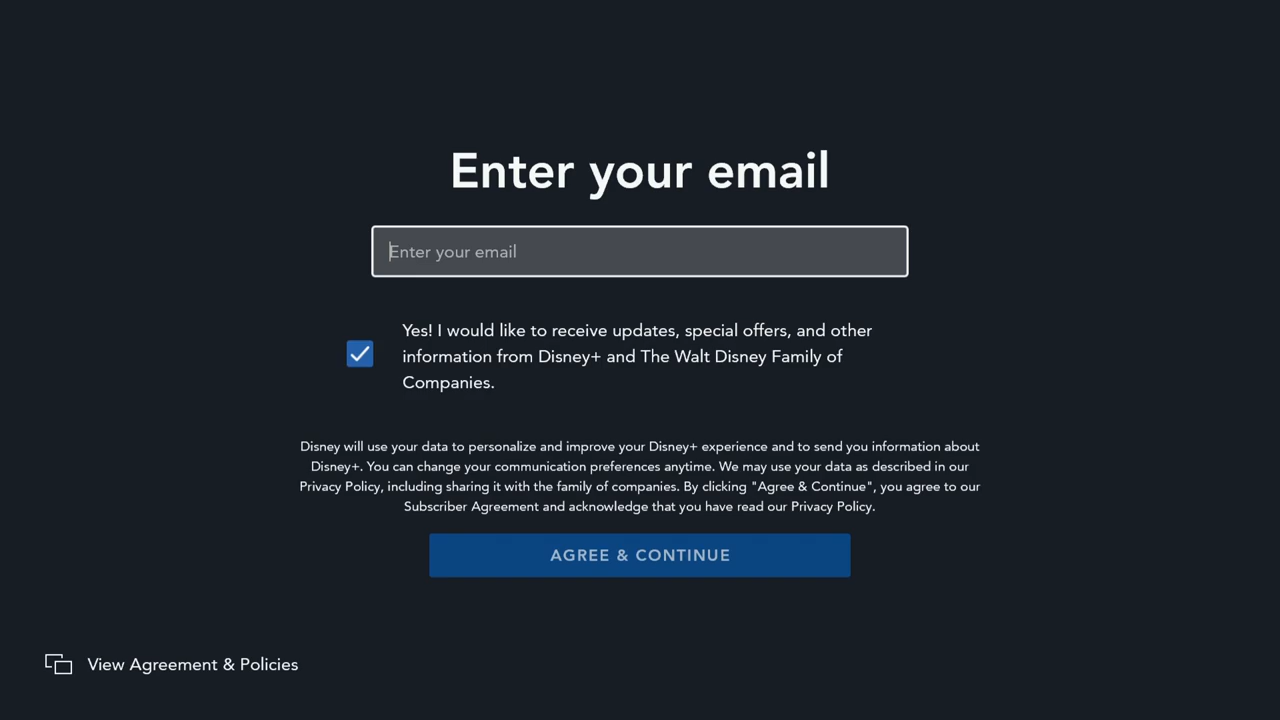 Enter your email
Enter your email
Yes! I would like to receive updates, special offers, and other
information from Disney+ and The Walt Disney Family of
Companies.
Disney will use your data to personalize and improve your Disney+ experience and to send you information about
Disney+. You can change your communication preferences anytime. We may use your data as described in our
Privacy Policy, including sharing it with the family of companies. By clicking "Agree & Continue", you agree to our
Subscriber Agreement and acknowledge that you have read our Privacy Policy.
AGREE & CONTINUE
View Agreement & Policies